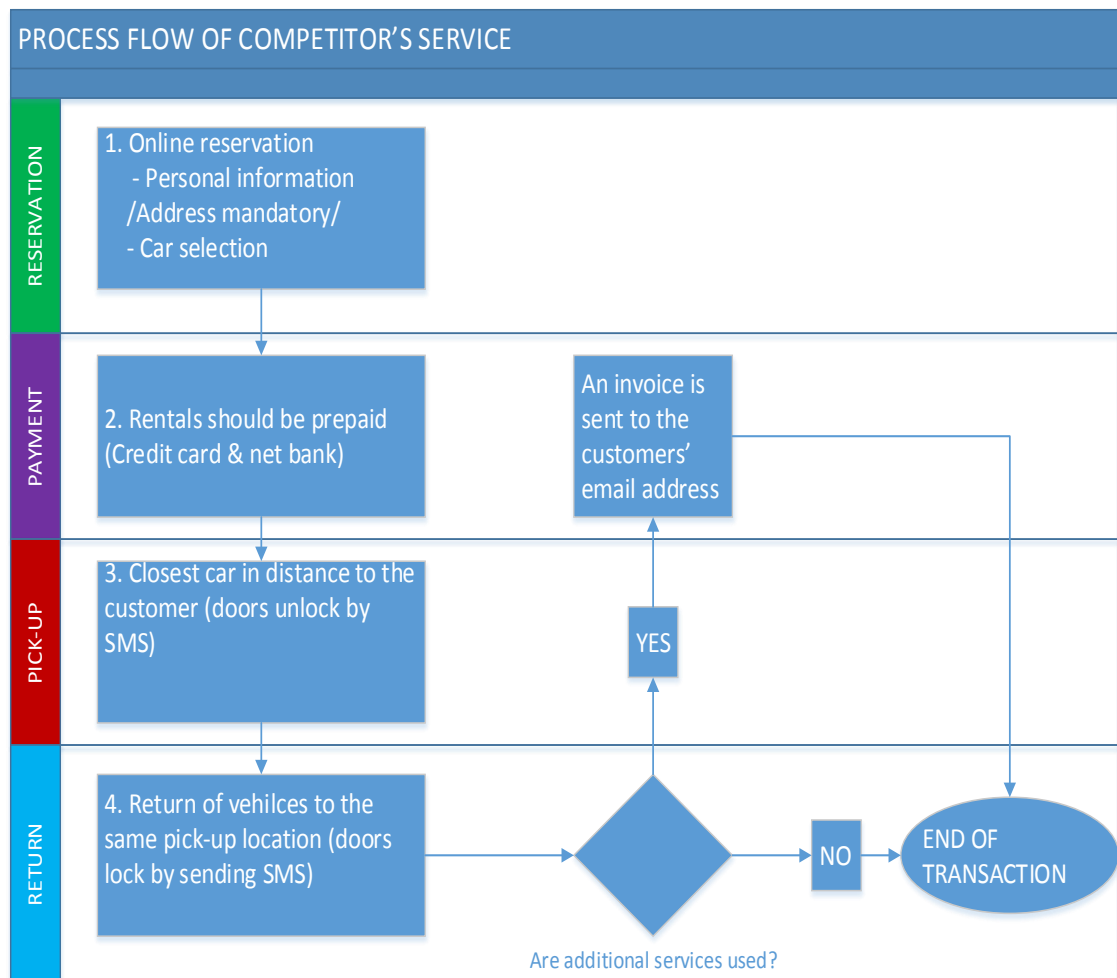 PROCESS FLOW OF COMPETITOR'S SERVICE
RESERVATION
1. Online reservation
- Personal information
/Address mandatory/
- Car selection
PAYMENT
2. Rentals should be prepaid
(Credit card & net bank)
An invoice is
sent to the
customers'
email address
PICK-UP
3. Closest car in distance to the
customer (doors unlock by
SMS)
YES
RETURN
4. Return of vehilces to the
same pick-up location (doors
lock by sending SMS)
NO
END OF
TRANSACTION
Are additional services used?